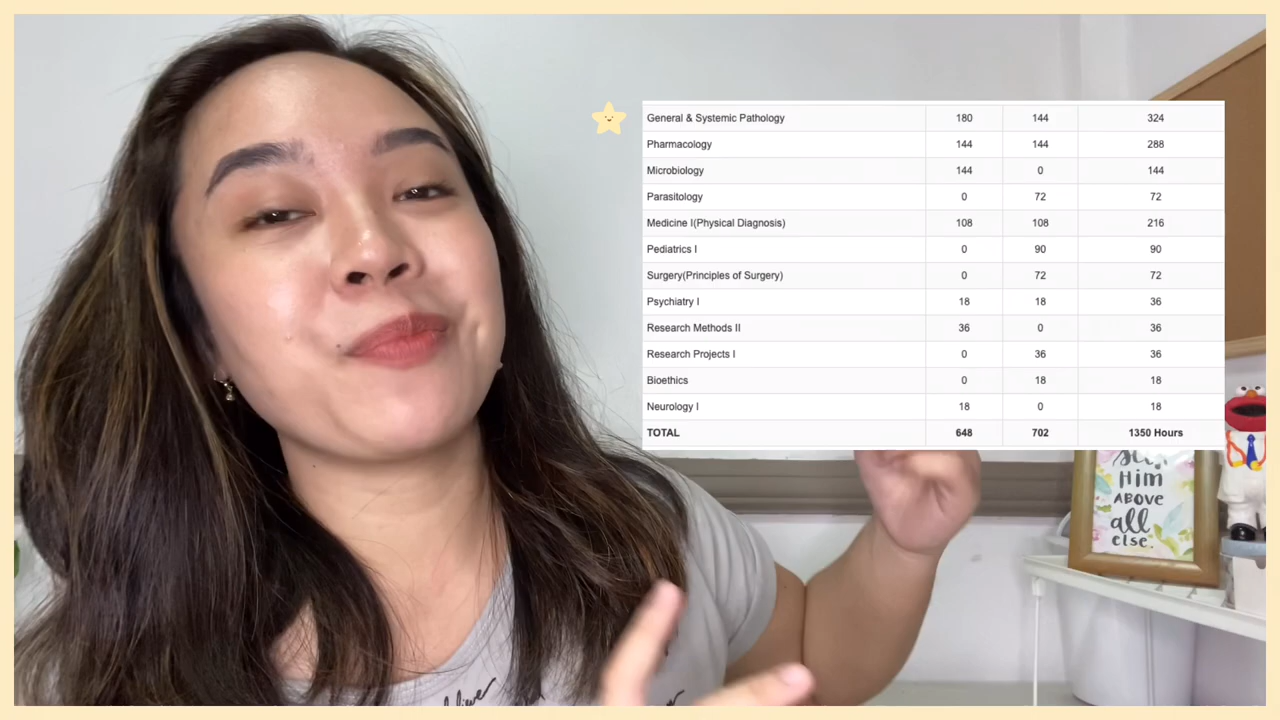 General & Systemic Pathology 180 144 324
Pharmacology 144 144 288
Microbiology 144 0 144
Parasitology 0 72 72
Medicine I(Physical Diagnosis) 108 108 216
Pediatrics I 0 90 90
Surgery(Principles of Surgery) 0 72 72
Psychiatry I 18 18 36
Research Methods II 36 0 36
Research Projects I 0 36 36
Bioethics 0 18 18
Neurology I 18 0 18
TOTAL 648 702 1350 Hours
Him
above
all
else.